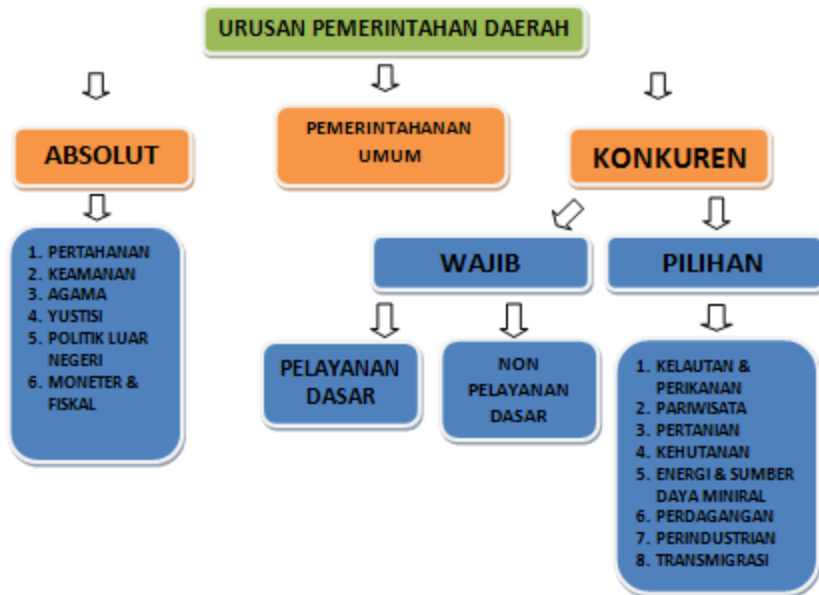 URUSAN PEMERINTAHAN DAERAH
ABSOLUT
PEMERINTAHANAN
UMUM
KONKUREN
1. PERTAHANAN
2. KEAMANAN
3. AGAMA
4. YUSTISI
5. POLITIK LUAR
NEGERI
6. MONETER &
FISKAL
WAJIB
PILIHAN
PELAYANAN
DASAR
NON
PELAYANAN
DASAR
1. KELAUTAN &
PERIKANAN
2. PARIWISATA
3. PERTANIAN
4. KEHUTANAN
5. ENERGI & SUMBER
DAYA MINIRAL
6. PERDAGANGAN
7. PERINDUSTRIAN
8. TRANSMIGRASI